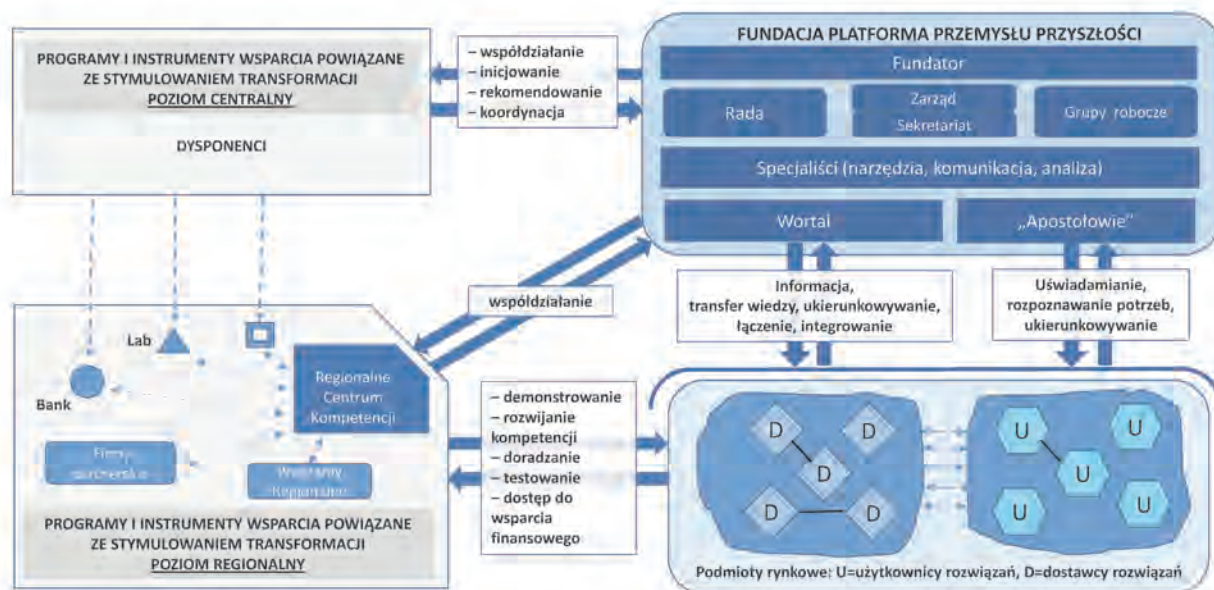 PROGRAMY I INSTRUMENTY WSPARCIA POWIĄZANE
ZE STYMULOWANIEM TRANSFORMACJI
POZIOM CENTRALNY
DYSPONENCI
– współdziałanie
– inicjowanie
– rekomendowanie
– koordynacja
FUNDACJA PLATFORMA PRZEMYSŁU PRZYSZŁOŚCI
Fundator
Rada
Zarząd
Sekretariat
Grupy robocze
Specjaliści (narzędzia, komunikacja, analiza)
Wortal
„Apostołowie”
współdziałanie
Informacja,
transfer wiedzy, ukierunkowywanie,
łączenie, integrowanie
Uświadamianie,
rozpoznawanie potrzeb,
ukierunkowywanie
Lab
Bank
Regionalne
Centrum
Kompetencji
Firmy
PROGRAMY I INSTRUMENTY WSPARCIA POWIĄZANE
ZE STYMULOWANIEM TRANSFORMACJI
POZIOM REGIONALNY
– demonstrowanie
– rozwijanie
kompetencji
– doradzanie
– testowanie
– dostęp do
wsparcia
finansowego
D
D
D
D
D
U
U
U
U
U
Podmioty rynkowe: U=użytkownicy rozwiązań, D=dostawcy rozwiązań